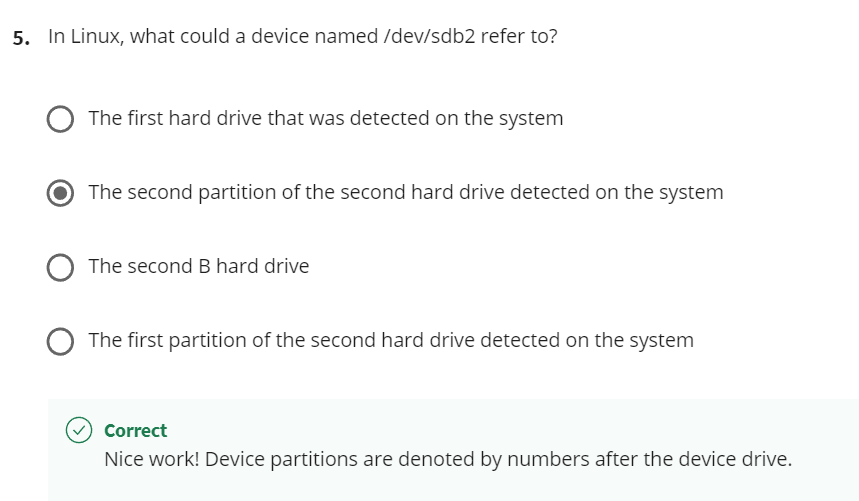 5. In Linux, what could a device named /dev/sdb2 refer to?
The first hard drive that was detected on the system
The second partition of the second hard drive detected on the system
The second B hard drive
The first partition of the second hard drive detected on the system
Correct
Nice work! Device partitions are denoted by numbers after the device drive.